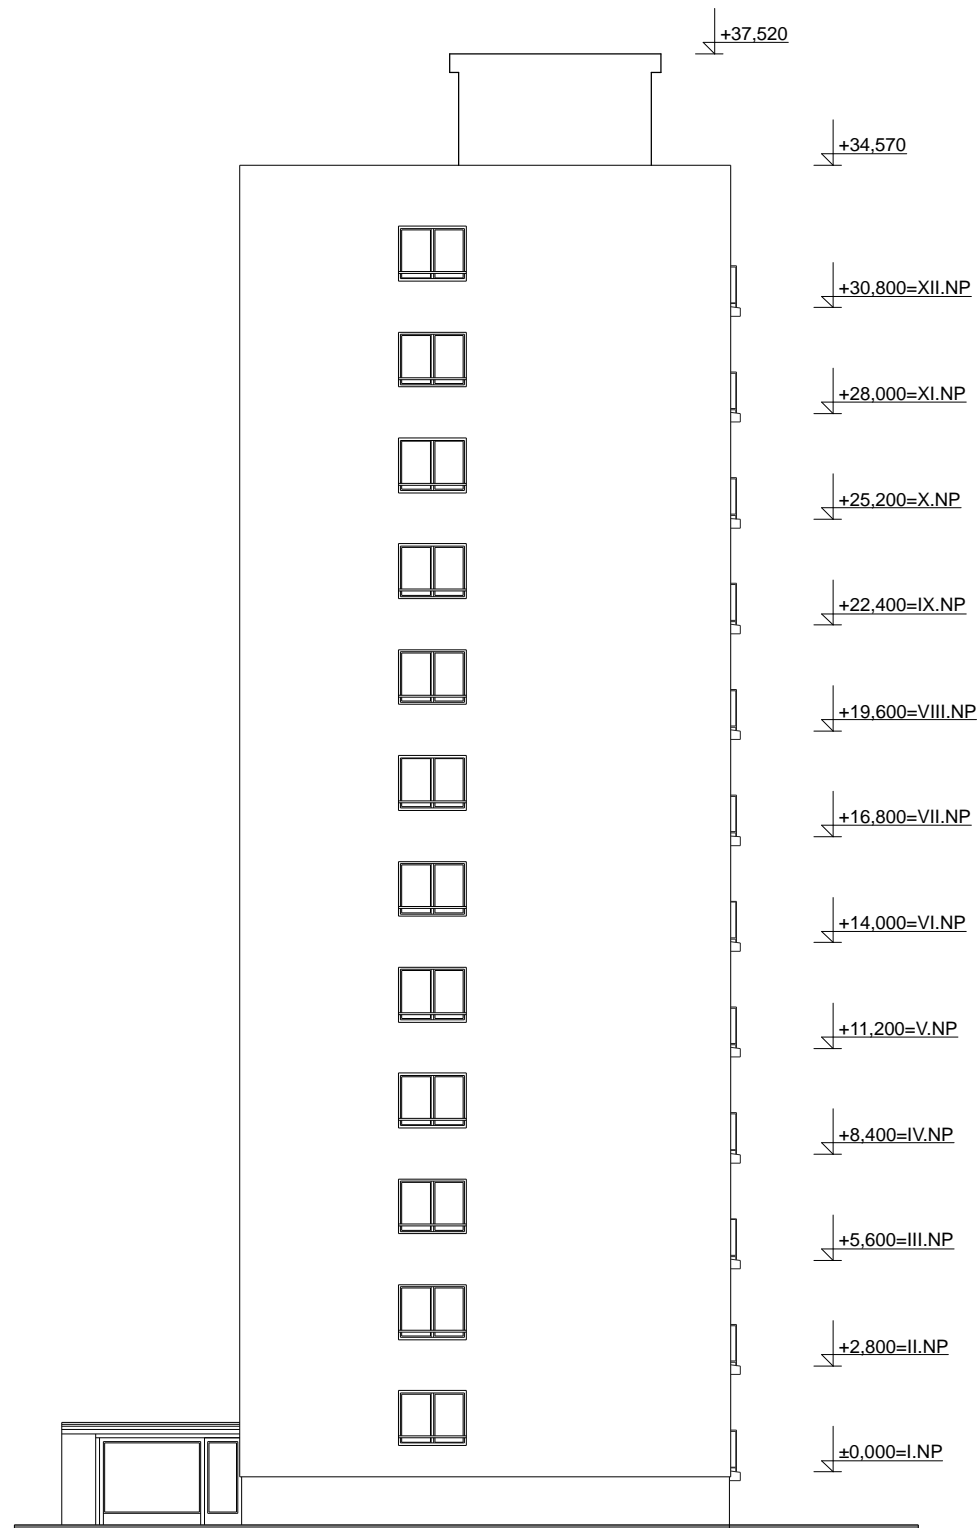 +37,520
+34,570
+30,800=XII.NP
+28,000=XI.NP
+25,200=X.NP
+22,400=IX.NP
+19,600=VIII.NP
+16,800=VII.NP
+14,000=VI.NP
+11,200=V.NP
+8,400=IV.NP
+5,600=III.NP
+2,800=II.NP
±0,000=I.NP